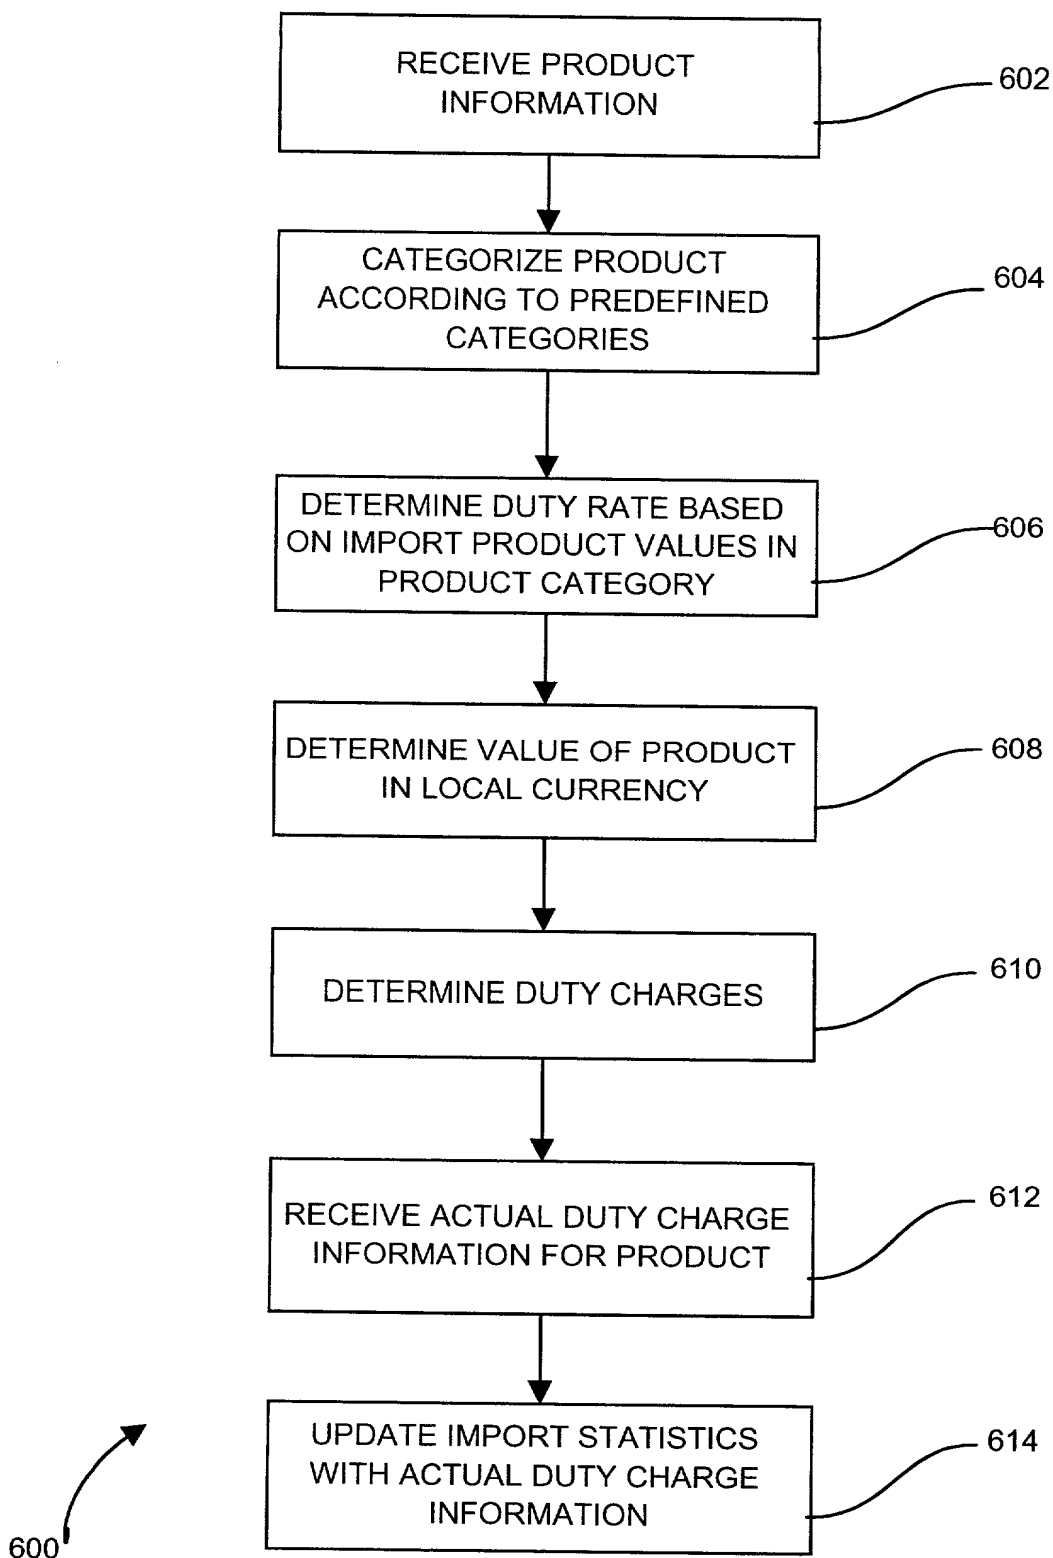 RECEIVE PRODUCT
INFORMATION
602
CATEGORIZE PRODUCT
ACCORDING TO PREDEFINED
CATEGORIES
604
DETERMINE DUTY RATE BASED
ON IMPORT PRODUCT VALUES IN
PRODUCT CATEGORY
606
DETERMINE VALUE OF PRODUCT
IN LOCAL CURRENCY
608
DETERMINE DUTY CHARGES
610
RECEIVE ACTUAL DUTY CHARGE
INFORMATION FOR PRODUCT
612
UPDATE IMPORT STATISTICS
WITH ACTUAL DUTY CHARGE
INFORMATION
614
600